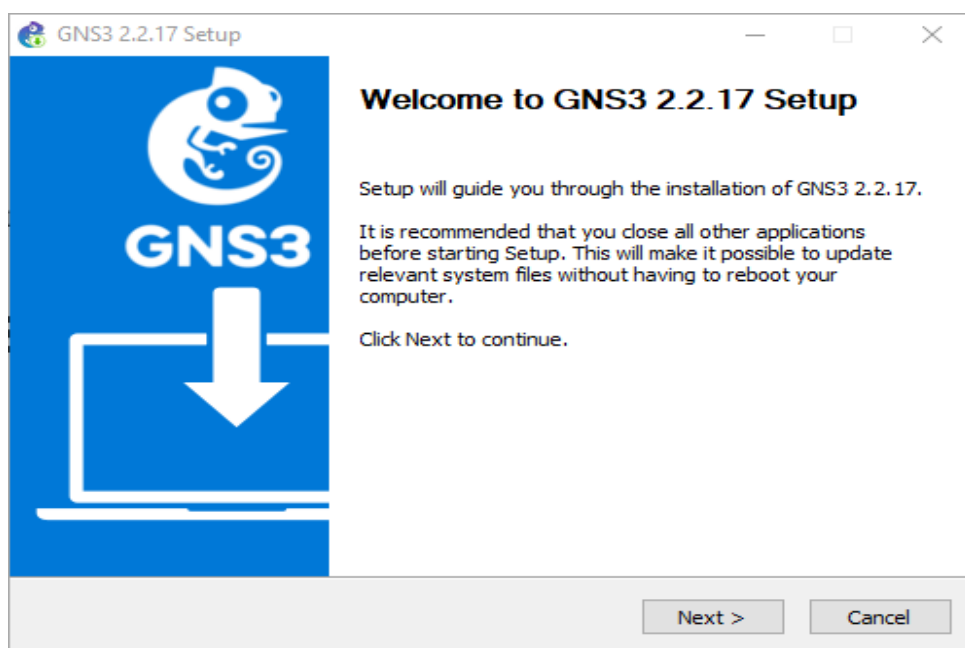 GNS3 2.2.17 Setup
GNS3
Welcome to GNS3 2.2.17 Setup
Setup will guide you through the installation of GNS3 2.2.17.
It is recommended that you close all other applications
before starting Setup. This will make it possible to update
relevant system files without having to reboot your
computer.
Click Next to continue.
Next >
Cancel